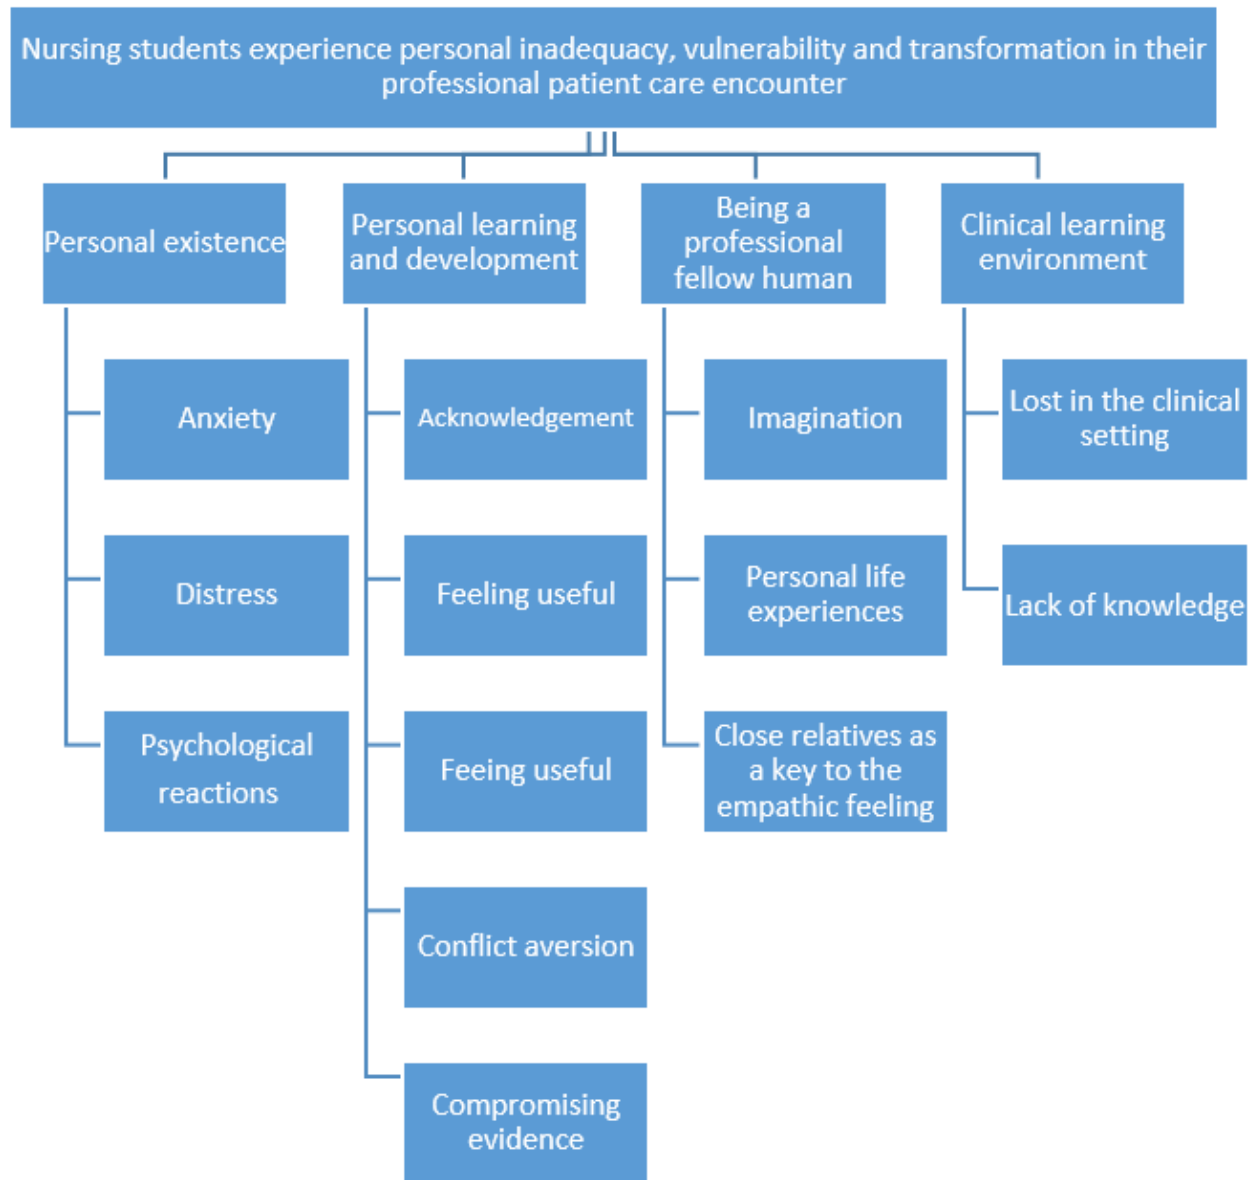 Nursing students experience personal inadequacy, vulnerability and transformation in their
professional patient care encounter
Personal existence
Anxiety
Distress
Psychological
reactions
Personal learning
and development
Acknowledgement
Feeling useful
Feeing useful
Conflict aversion
Compromising
evidence
Being a
professional
fellow human
Imagination
Personal life
experiences
Close relatives as
a key to the
empathic feeling
Clinical learning
environment
Lost in the clinical
setting
Lack of knowledge